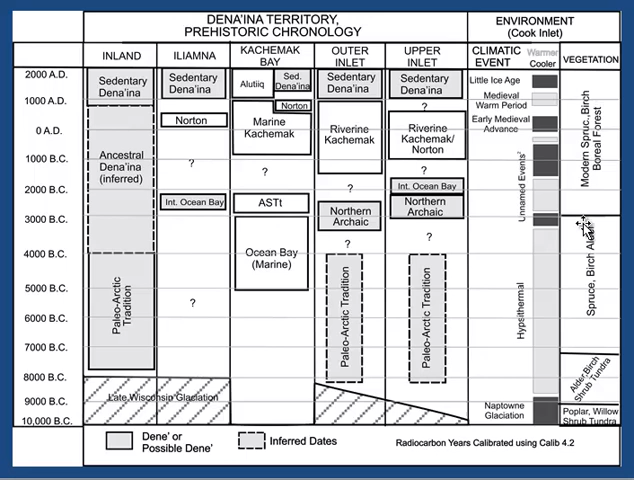 DENA'INA TERRITORY,
PREHISTORIC CHRONOLOGY
ENVIRONMENT
(Cook Inlet)
INLAND
ILIAMNA
KACHEMAK
BAY
OUTER
INLET
UPPER
INLET
CLIMATIC
EVENT
Warmer
Cooler
VEGETATION
2000 A.D.
1000 A.D.
0 A.D.
1000 B.C.
2000 B.C.
3000 B.C.
4000 B.C.
5000 B.C.
6000 B.C.
7000 B.C.
8000 B.C.
9000 B.C.
10,000 B.C.
Sedentary
Dena'ina
Ancestral
Dena'ina
(inferred)
Paleo-Arctic
Tradition
Late Wisconsin Glaciation
Sedentary
Dena'ina
Norton
?
Int. Ocean Bay
?
Alutiiq
Sed.
Dena'ina
Norton
Marine
Kachemak
?
ASTt
Ocean Bay
(Marine)
Sedentary
Dena'ina
Riverine
Kachemak
?
Northern
Archaic
?
Paleo-Arctic Tradition
Sedentary
Dena'ina
?
Riverine
Kachemak/
Norton
?
Int. Ocean Bay
Northern
Archaic
?
Paleo-Arctic Tradition
Little Ice Age
Medieval
Warm Period
Early Medieval
Advance
Unnamed Events²
Hypsithermal
Naptowne
Glaciation
Modern Spruc,.Birch
Boreal Forest
Spruce, Birch
Alder,Birch
Shrub Tundra
Poplar, Willow
Shrub Tundra
Dene' or
Possible Dene'
Inferred Dates
Radiocarbon Years Calibrated using Calib 4.2